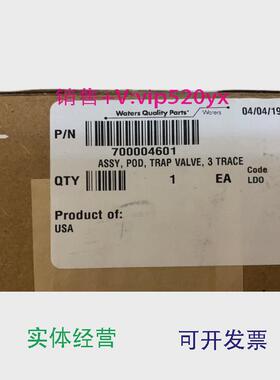 销售+V:vip520yx
Waters Quality Parts
Waters
04/04/19
P/N
700004601
ASSY, POD, TRAP VALVE, 3 TRACE
QTY
1
EA
Code
LDO
Product of:
USA
实体经营
可开发票